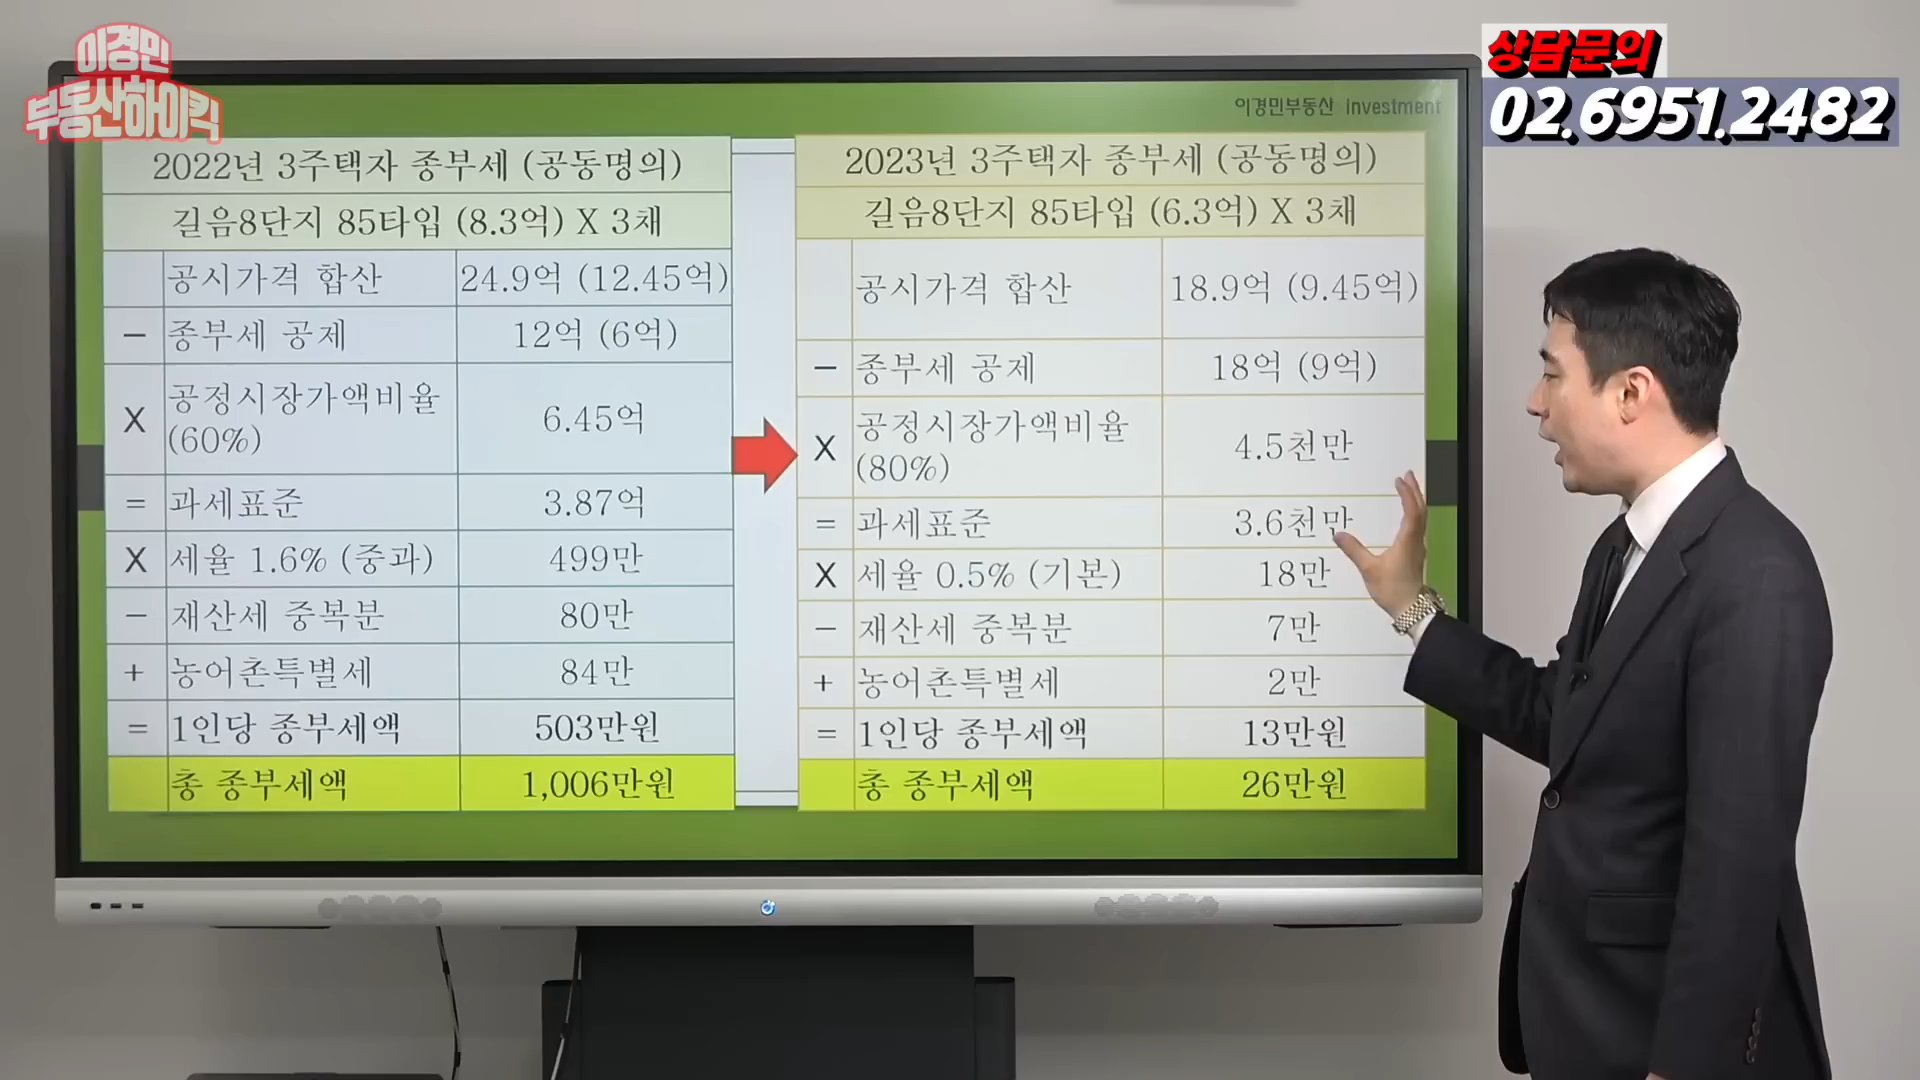 이경민
부동산하이킥
상담문의
02.6951.2482
이경민부동산 investment
2022년 3주택자 종부세 (공동명의)
길음8단지 85타입 (8.3억) X 3채
공시가격 합산 24.9억 (12.45억)
− 종부세 공제 12억 (6억)
X 공정시장가액비율 (60%) 6.45억
= 과세표준 3.87억
X 세율 1.6% (중과) 499만
− 재산세 중복분 80만
+ 농어촌특별세 84만
= 1인당 종부세액 503만원
총 종부세액 1,006만원
2023년 3주택자 종부세 (공동명의)
길음8단지 85타입 (6.3억) X 3채
공시가격 합산 18.9억 (9.45억)
− 종부세 공제 18억 (9억)
X 공정시장가액비율 (80%) 4.5천만
= 과세표준 3.6천만
X 세율 0.5% (기본) 18만
− 재산세 중복분 7만
+ 농어촌특별세 2만
= 1인당 종부세액 13만원
총 종부세액 26만원